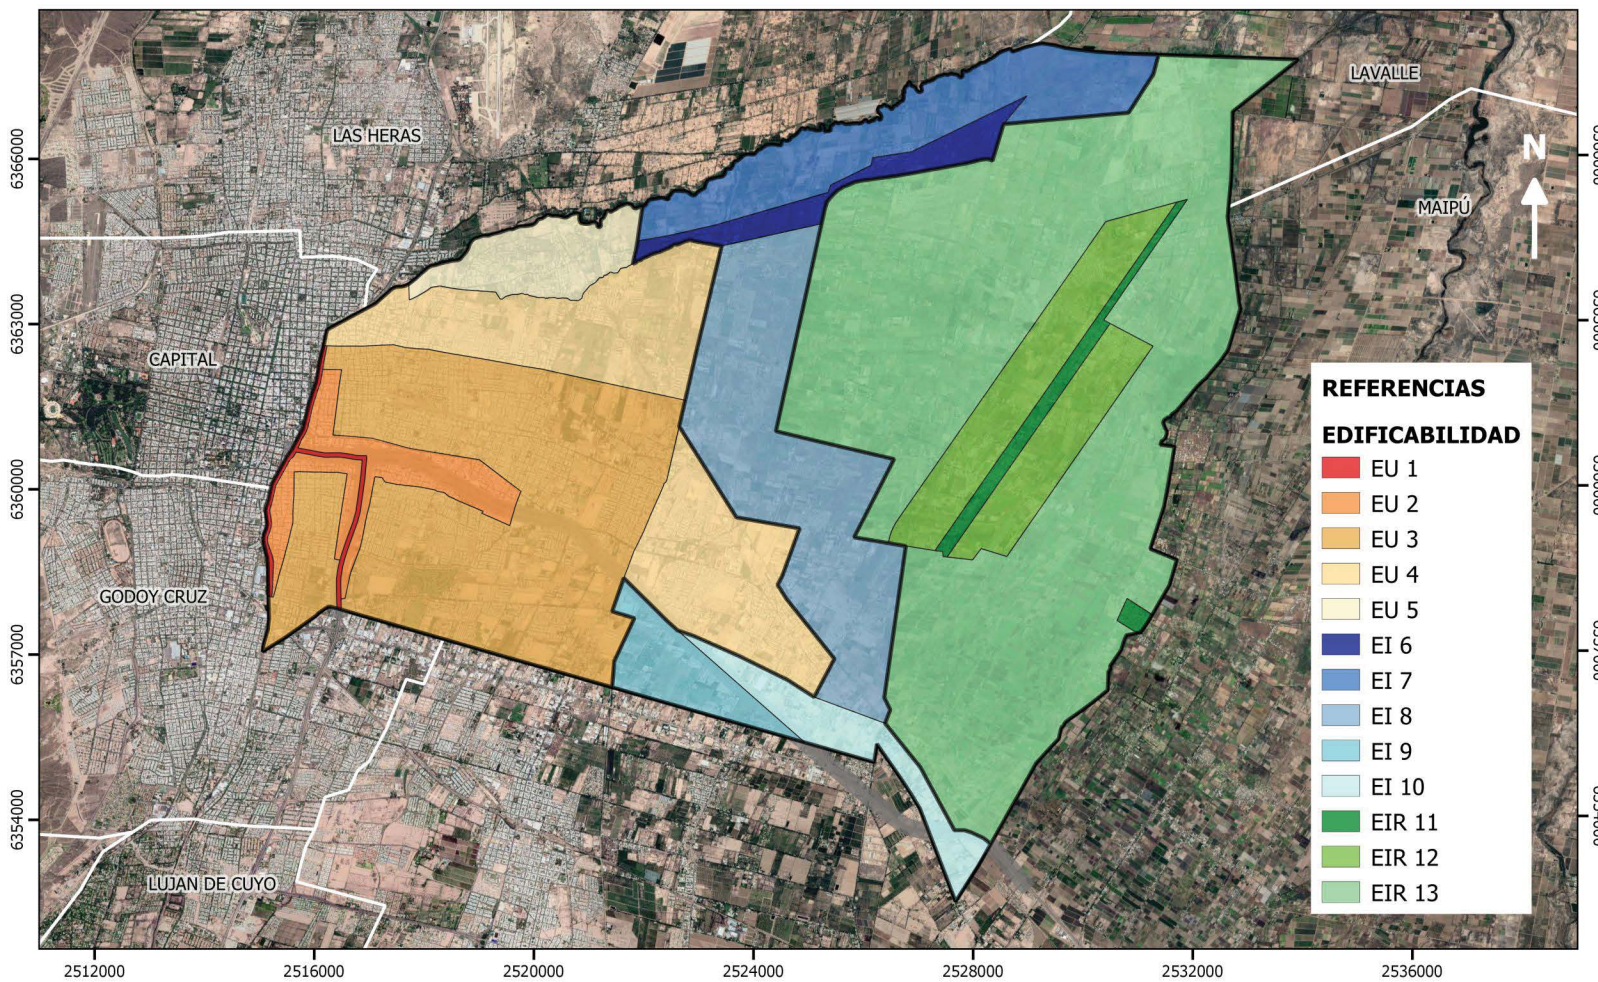 LAVALLE
LAS HERAS
N
MAIPÚ
CAPITAL
GODOY CRUZ
LUJAN DE CUYO
REFERENCIAS
EDIFICABILIDAD
EU 1
EU 2
EU 3
EU 4
EU 5
EI 6
EI 7
EI 8
EI 9
EI 10
EIR 11
EIR 12
EIR 13
6366000
6363000
6360000
6357000
6354000
2512000
2516000
2520000
2524000
2528000
2532000
2536000